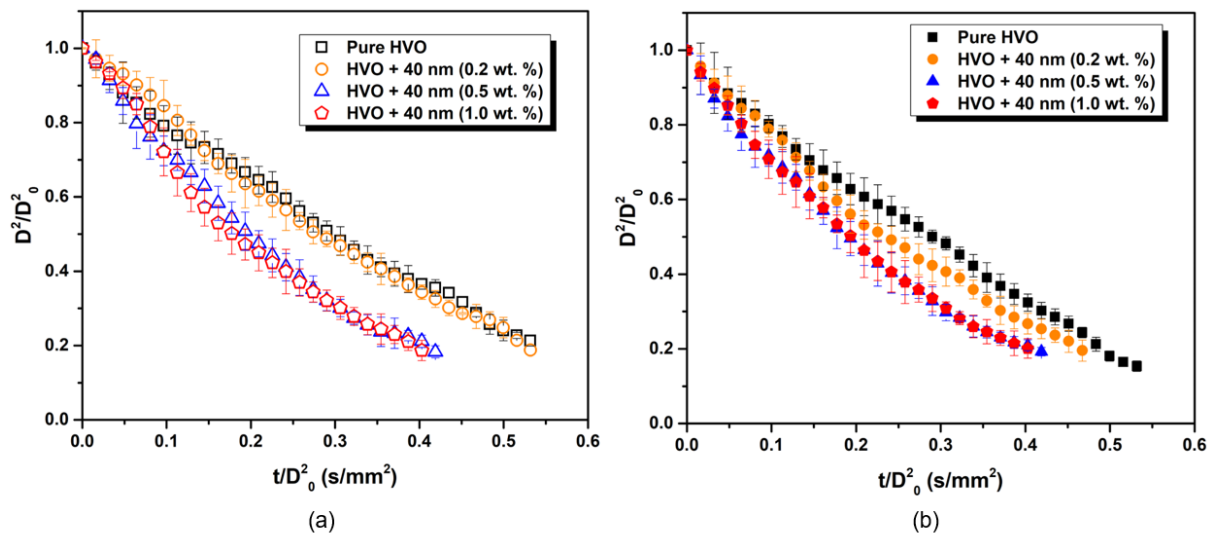 Pure HVO
HVO + 40 nm (0.2 wt. %)
HVO + 40 nm (0.5 wt. %)
HVO + 40 nm (1.0 wt. %)
1.0
0.8
0.6
0.4
0.2
0.0
D²/D²₀
0.0 0.1 0.2 0.3 0.4 0.5 0.6
t/D²₀ (s/mm²)
(a)
Pure HVO
HVO + 40 nm (0.2 wt. %)
HVO + 40 nm (0.5 wt. %)
HVO + 40 nm (1.0 wt. %)
1.0
0.8
0.6
0.4
0.2
0.0
D²/D²₀
0.0 0.1 0.2 0.3 0.4 0.5 0.6
t/D²₀ (s/mm²)
(b)